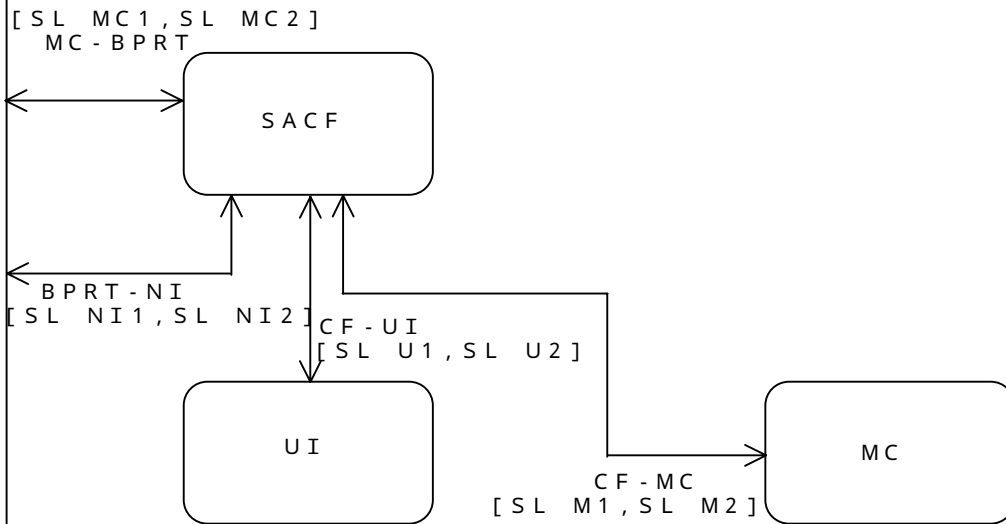 [SL MC1,SL MC2]
MC-BPRT
SACF
BPRT-NI
[SL NI1,SL NI2]
CF-UI
[SL U1,SL U2]
UI
MC
CF-MC
[SL M1,SL M2]